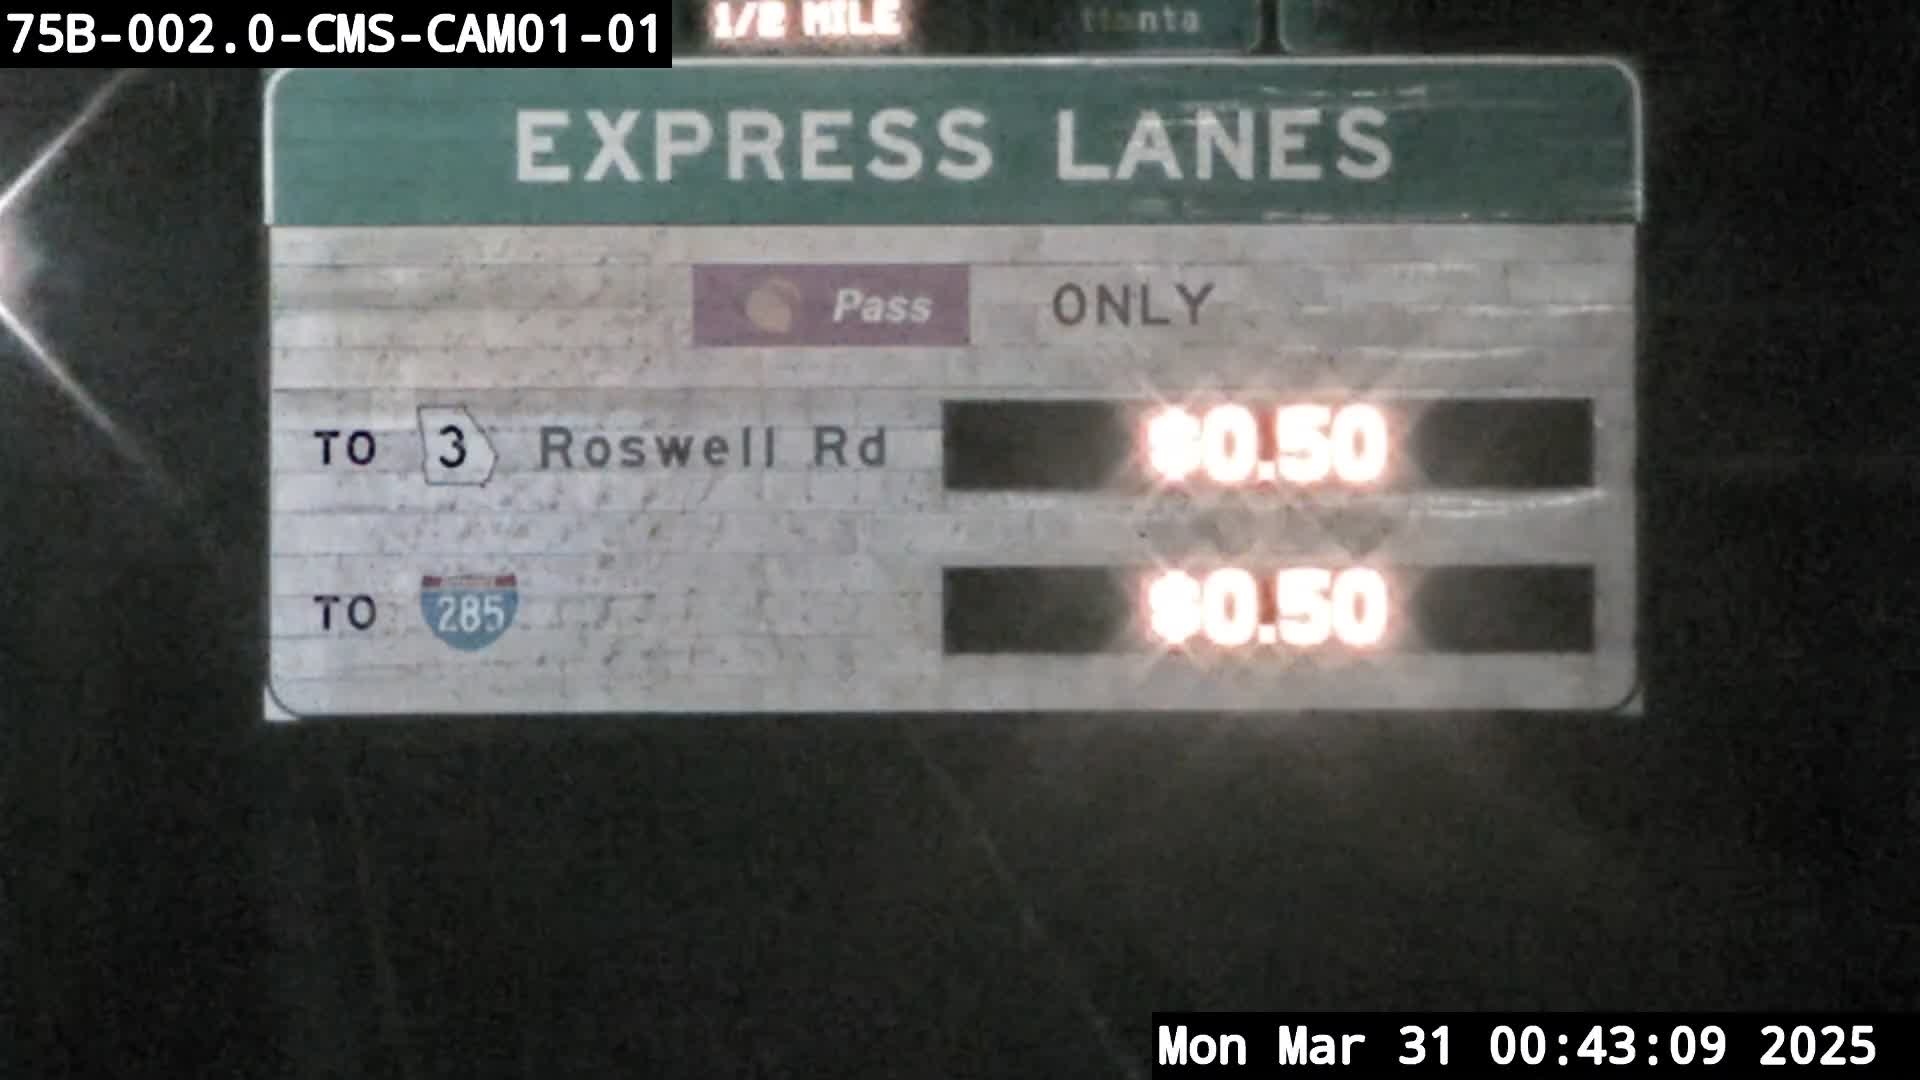 75B-002.0-CMS-CAM01-01
1/2 MILE
EXPRESS LANES
Pass ONLY
TO 3 Roswell Rd $0.50
TO 285 $0.50
Mon Mar 31 00:43:09 2025